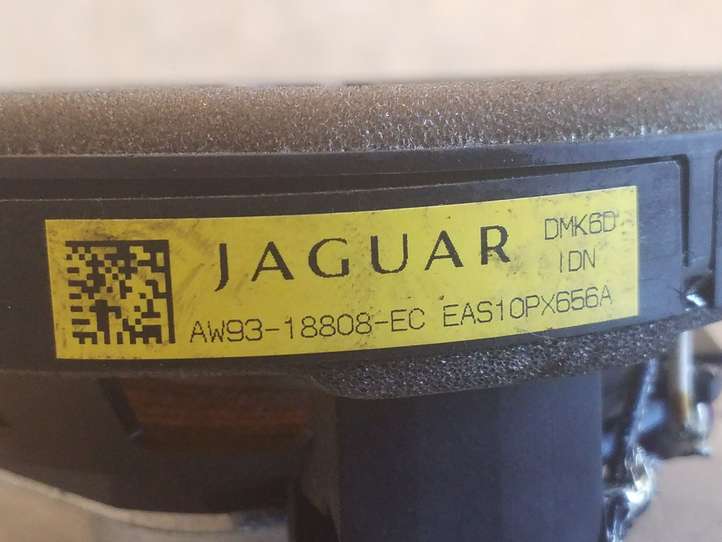 JAGUAR
DMK6D
IDN
AW93-18808-EC EAS10PX656A